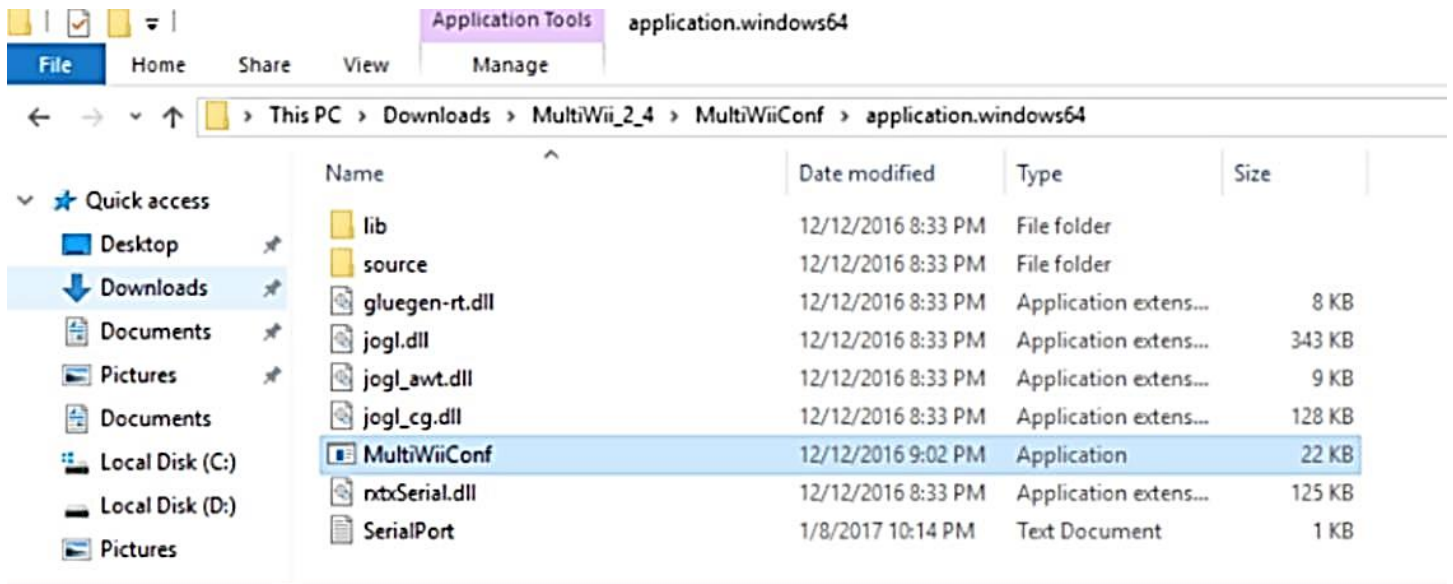 Application Tools application.windows64
File Home Share View Manage
This PC > Downloads > MultiWii_2_4 > MultiWiiConf > application.windows64
Quick access
Desktop
Downloads
Documents
Pictures
Documents
Local Disk (C:)
Local Disk (D:)
Pictures
Name Date modified Type Size
lib 12/12/2016 8:33 PM File folder
source 12/12/2016 8:33 PM File folder
gluegen-rt.dll 12/12/2016 8:33 PM Application extens... 8 KB
jogl.dll 12/12/2016 8:33 PM Application extens... 343 KB
jogl_awt.dll 12/12/2016 8:33 PM Application extens... 9 KB
jogl_cg.dll 12/12/2016 8:33 PM Application extens... 128 KB
MultiWiiConf 12/12/2016 9:02 PM Application 22 KB
rxtxSerial.dll 12/12/2016 8:33 PM Application extens... 125 KB
SerialPort 1/8/2017 10:14 PM Text Document 1 KB